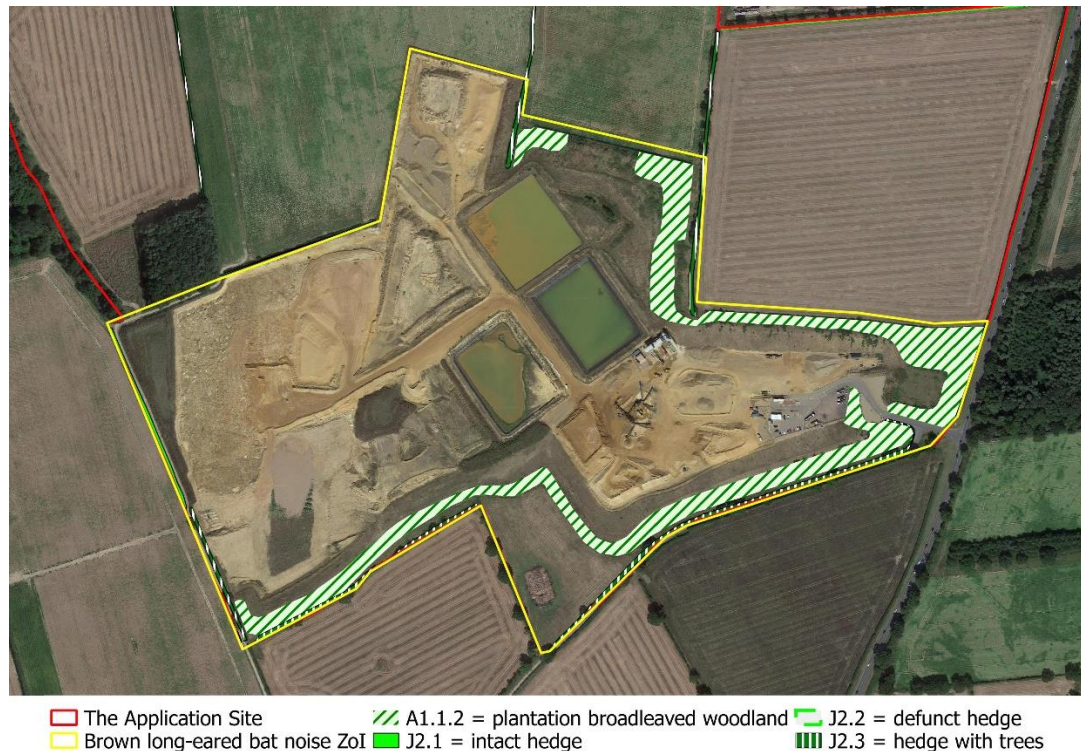 The Application Site A1.1.2 = plantation broadleaved woodland J2.2 = defunct hedge
Brown long-eared bat noise ZoI J2.1 = intact hedge J2.3 = hedge with trees